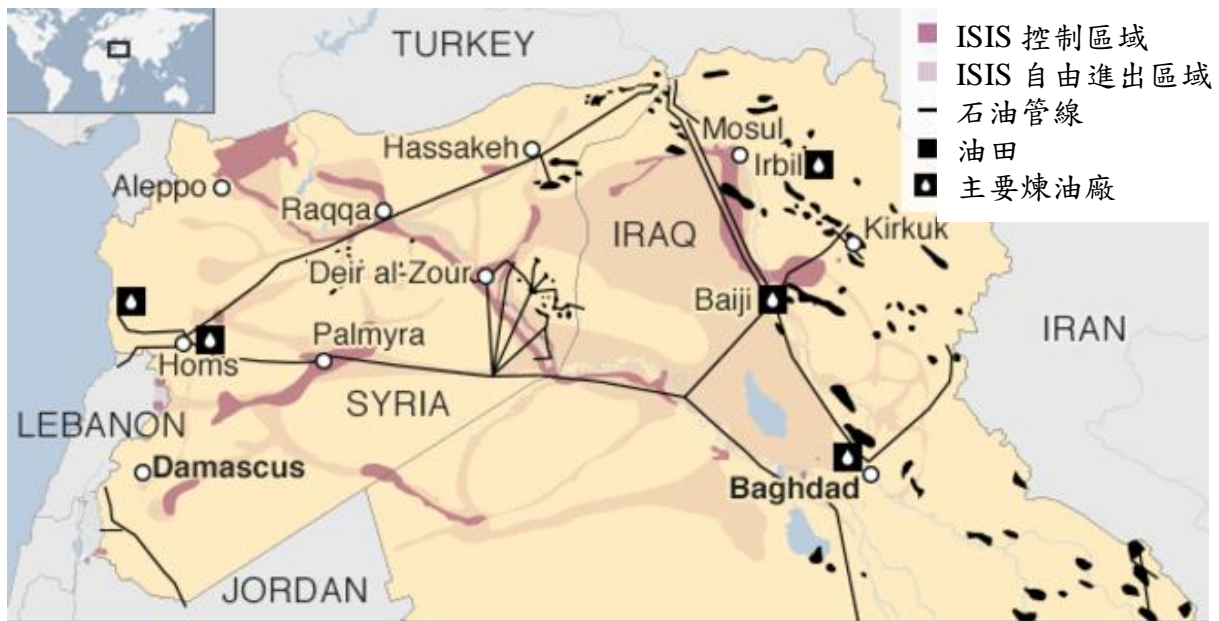 TURKEY
ISIS 控制區域
ISIS 自由進出區域
石油管線
油田
主要煉油廠
Mosul
Hassakeh
Irbil
Aleppo
Raqqa
IRAQ
Kirkuk
Deir al-Zour
Baiji
Palmyra
IRAN
Homs
SYRIA
LEBANON
Damascus
Baghdad
JORDAN